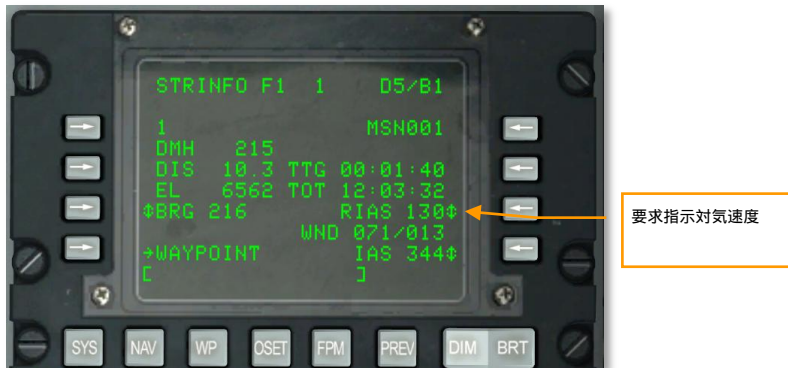 STRINFO F1 1 D5/B1
1 MSN001
DMH 215
DIS 10.3 TTG 00:01:40
EL 6562 TOT 12:03:32
↕BRG 216 RIAS 130↕
WND 071/013
→WAYPOINT IAS 344↕
[ ]
要求指示対気速度
SYS NAV WP OSET FPM PREV DIM BRT